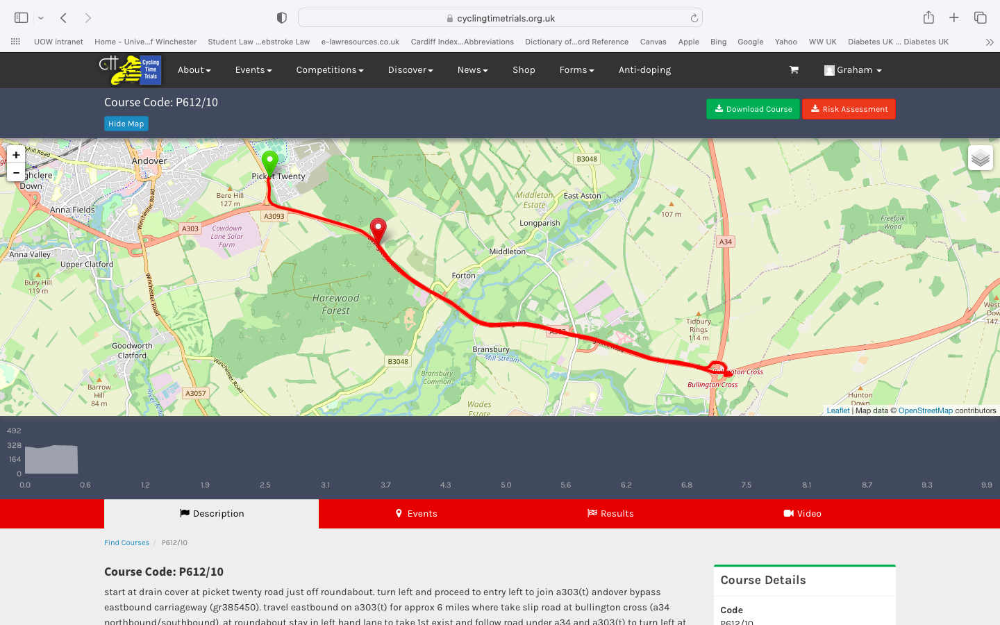 cyclingtimetrials.org.uk
UOW intranet Home - Unive...f Winchester Student Law ...ebstroke Law e-lawresources.co.uk Cardiff Index...Abbreviations Dictionary of...ord Reference Canvas Apple Bing Google Yahoo WW UK Diabetes UK ... Diabetes UK
ctt Cycling Time Trials
About Events Competitions Discover News Shop Forms Anti-doping Graham
Course Code: P612/10
Hide Map
Download Course Risk Assessment
+
−
Andover
Picket Twenty
Down
Bere Hill
127 m
Anna Fields
Winchester Road
A303
A3093
Cowdown
Lane Solar
Farm
Anna Valley
Upper Clatford
Bury Hill
119 m
Winchester Road
Harewood
Forest
Goodworth
Clatford
Winchester Road
Barrow
Hill
84 m
A3057
B3048
Middleton
Estate
East Aston
Longparish
Middleton
Forton
107 m
A34
Freefolk
Wood
Tidbury
Rings
114 m
Bransbury
Mill Stream
B3048
Bransbury
Common
Wades
Estate
Bullington Cross
Hunton
Down
Leaflet | Map data © OpenStreetMap contributors
492
328
164
0
0.0 0.6 1.2 1.9 2.5 3.1 3.7 4.3 5.0 5.6 6.2 6.8 7.5 8.1 8.7 9.3 9.9
Description Events Results Video
Find Courses / P612/10
Course Code: P612/10
start at drain cover at picket twenty road just off roundabout. turn left and proceed to entry left to join a303(t) andover bypass
eastbound carriageway (gr385450). travel eastbound on a303(t) for approx 6 miles where take slip road at bullington cross (a34
northbound/southbound). at roundabout stay in left hand lane to take 1st exist and follow road under a34 and a303(t) to turn left at
Course Details
Code
P612/10